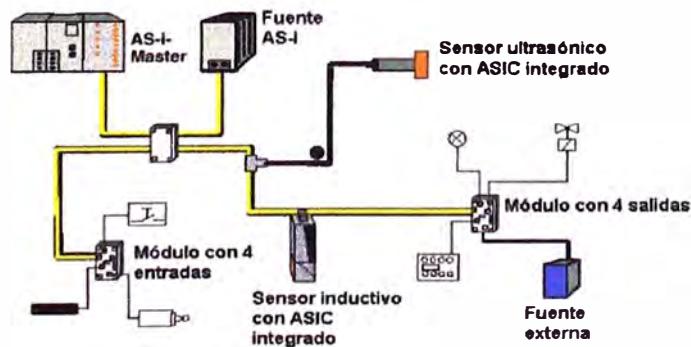 AS-i-
Master
Fuente
AS-i
Sensor ultrasónico
con ASIC integrado
Módulo con 4 salidas
Módulo con 4
entradas
Sensor inductivo
con ASIC
integrado
Fuente
externa